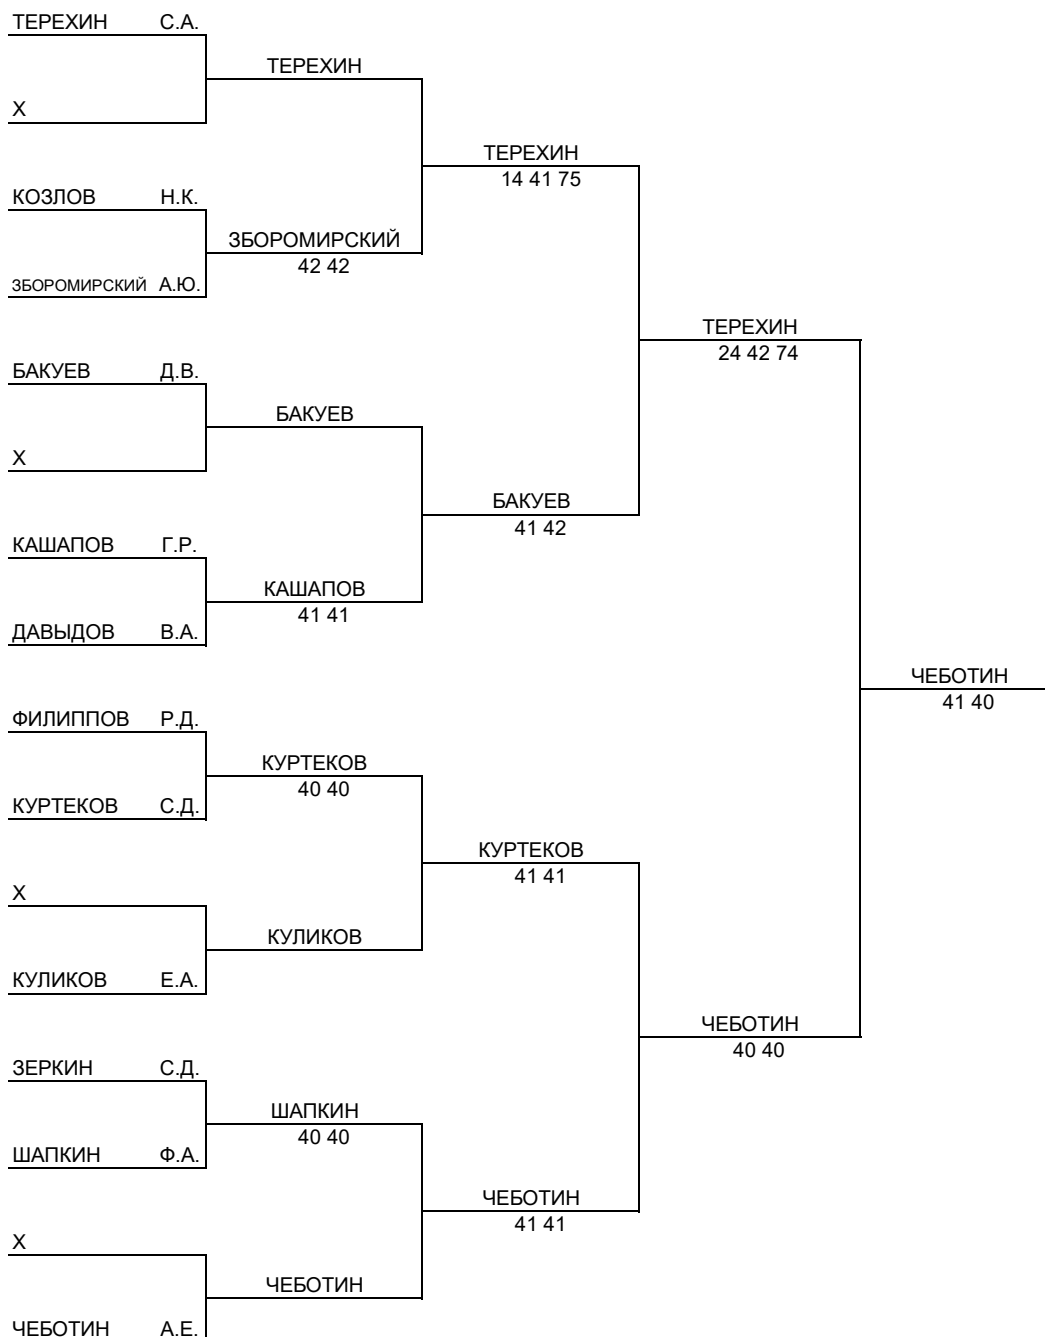 ТЕРЕХИН С.А.
ТЕРЕХИН
Х
ТЕРЕХИН
14 41 75
КОЗЛОВ Н.К.
ЗБОРОМИРСКИЙ
42 42
ЗБОРОМИРСКИЙ А.Ю.
ТЕРЕХИН
24 42 74
БАКУЕВ Д.В.
БАКУЕВ
Х
БАКУЕВ
41 42
КАШАПОВ Г.Р.
КАШАПОВ
41 41
ДАВЫДОВ В.А.
ЧЕБОТИН
41 40
ФИЛИППОВ Р.Д.
КУРТЕКОВ
40 40
КУРТЕКОВ С.Д.
КУРТЕКОВ
41 41
Х
КУЛИКОВ
КУЛИКОВ Е.А.
ЧЕБОТИН
40 40
ЗЕРКИН С.Д.
ШАПКИН
40 40
ШАПКИН Ф.А.
ЧЕБОТИН
41 41
Х
ЧЕБОТИН
ЧЕБОТИН А.Е.